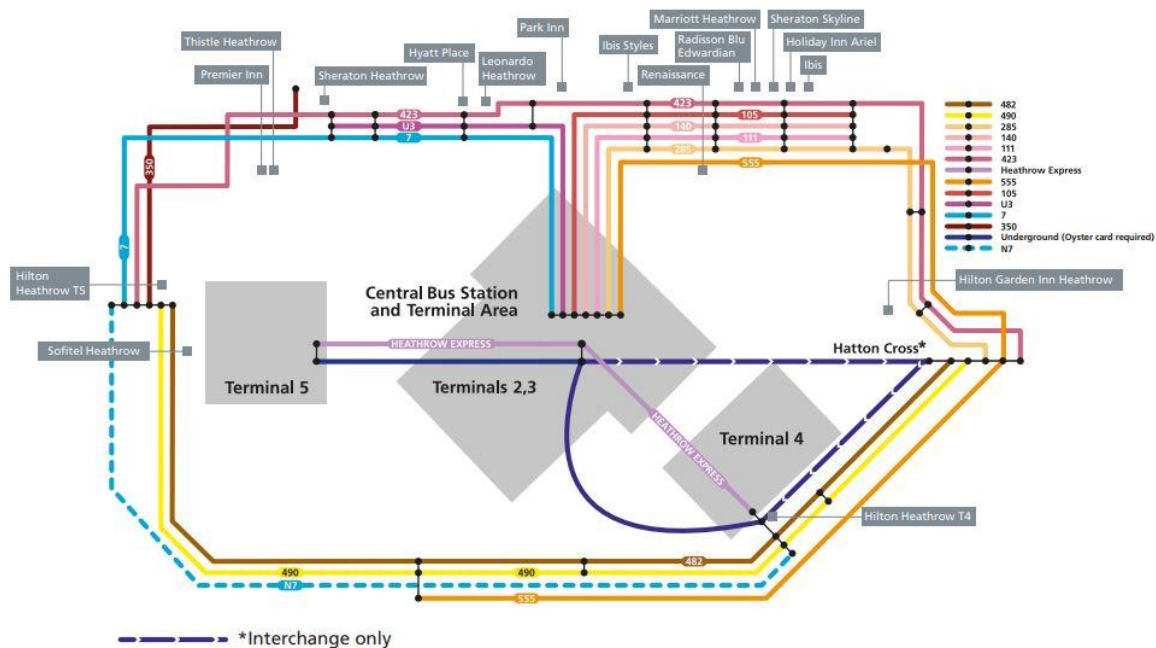 Park Inn
Marriott Heathrow
Sheraton Skyline
Thistle Heathrow
Hyatt Place
Ibis Styles
Radisson Blu
Edwardian
Holiday Inn Ariel
Premier Inn
Sheraton Heathrow
Leonardo
Heathrow
Renaissance
Ibis
423
423
105
U3
140
7
111
285
555
350
7
482
490
285
140
111
423
Heathrow Express
555
105
U3
7
350
Underground (Oyster card required)
N7
Hilton
Heathrow T5
Hilton Garden Inn Heathrow
Central Bus Station
and Terminal Area
Sofitel Heathrow
HEATHROW EXPRESS
Hatton Cross*
Terminal 5
Terminals 2,3
HEATHROW EXPRESS
Terminal 4
Hilton Heathrow T4
482
490
490
N7
555
*Interchange only